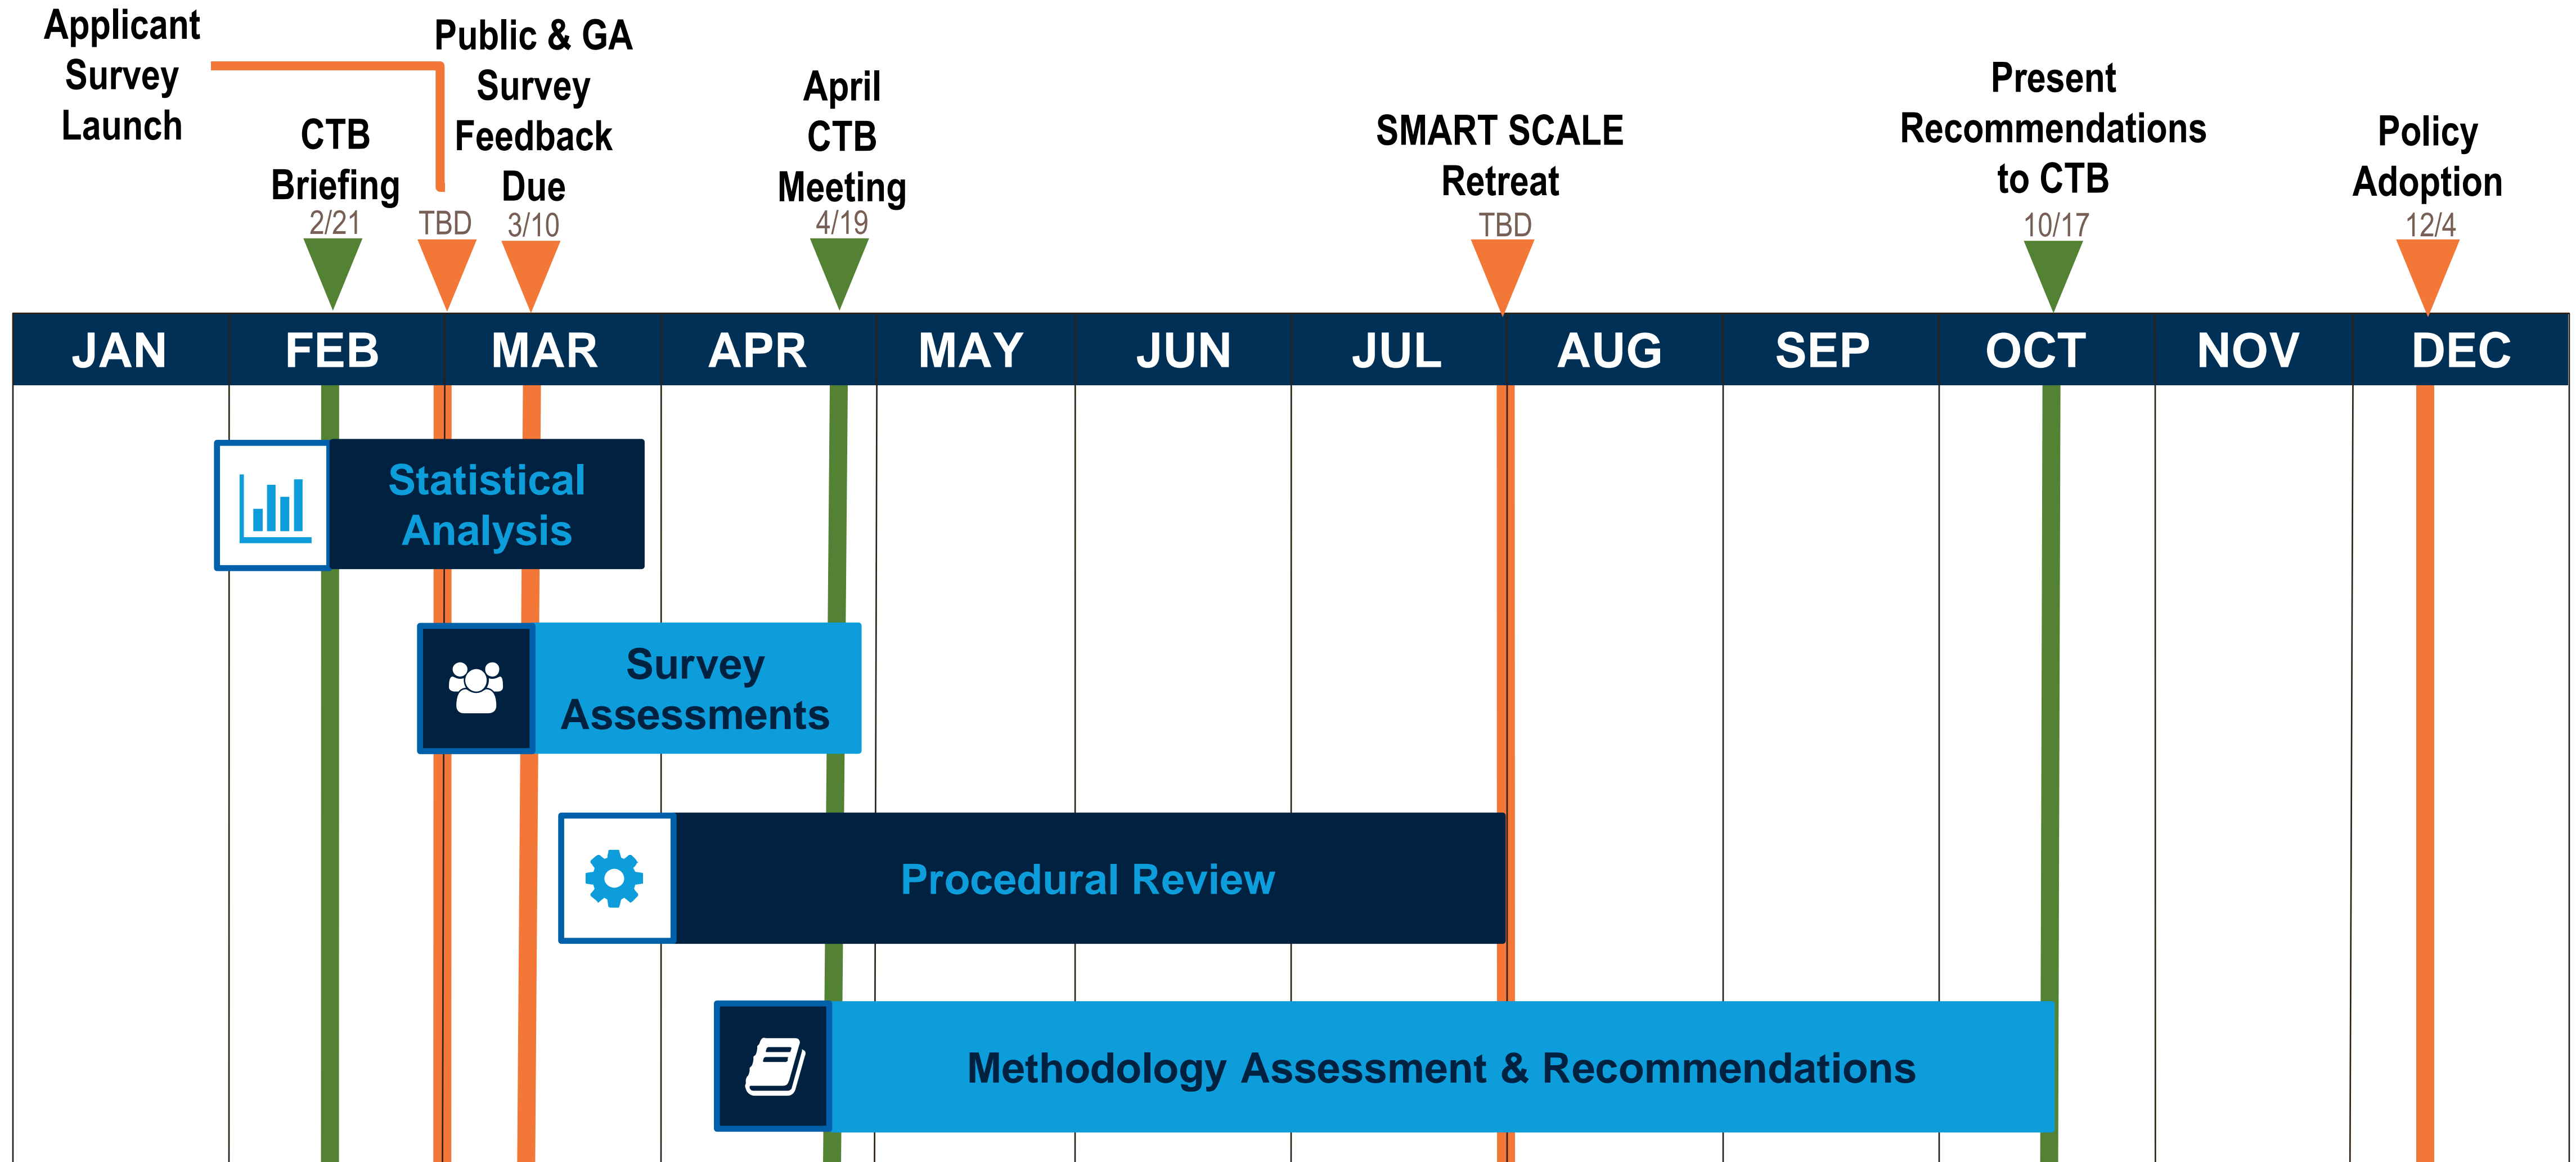 Applicant
Survey
Launch
CTB
Briefing
2/21
TBD
Public & GA
Survey
Feedback
Due
3/10
April
CTB
Meeting
4/19
SMART SCALE
Retreat
TBD
Present
Recommendations
to CTB
10/17
Policy
Adoption
12/4
JAN FEB MAR APR MAY JUN JUL AUG SEP OCT NOV DEC
Statistical
Analysis
Survey
Assessments
Procedural Review
Methodology Assessment & Recommendations